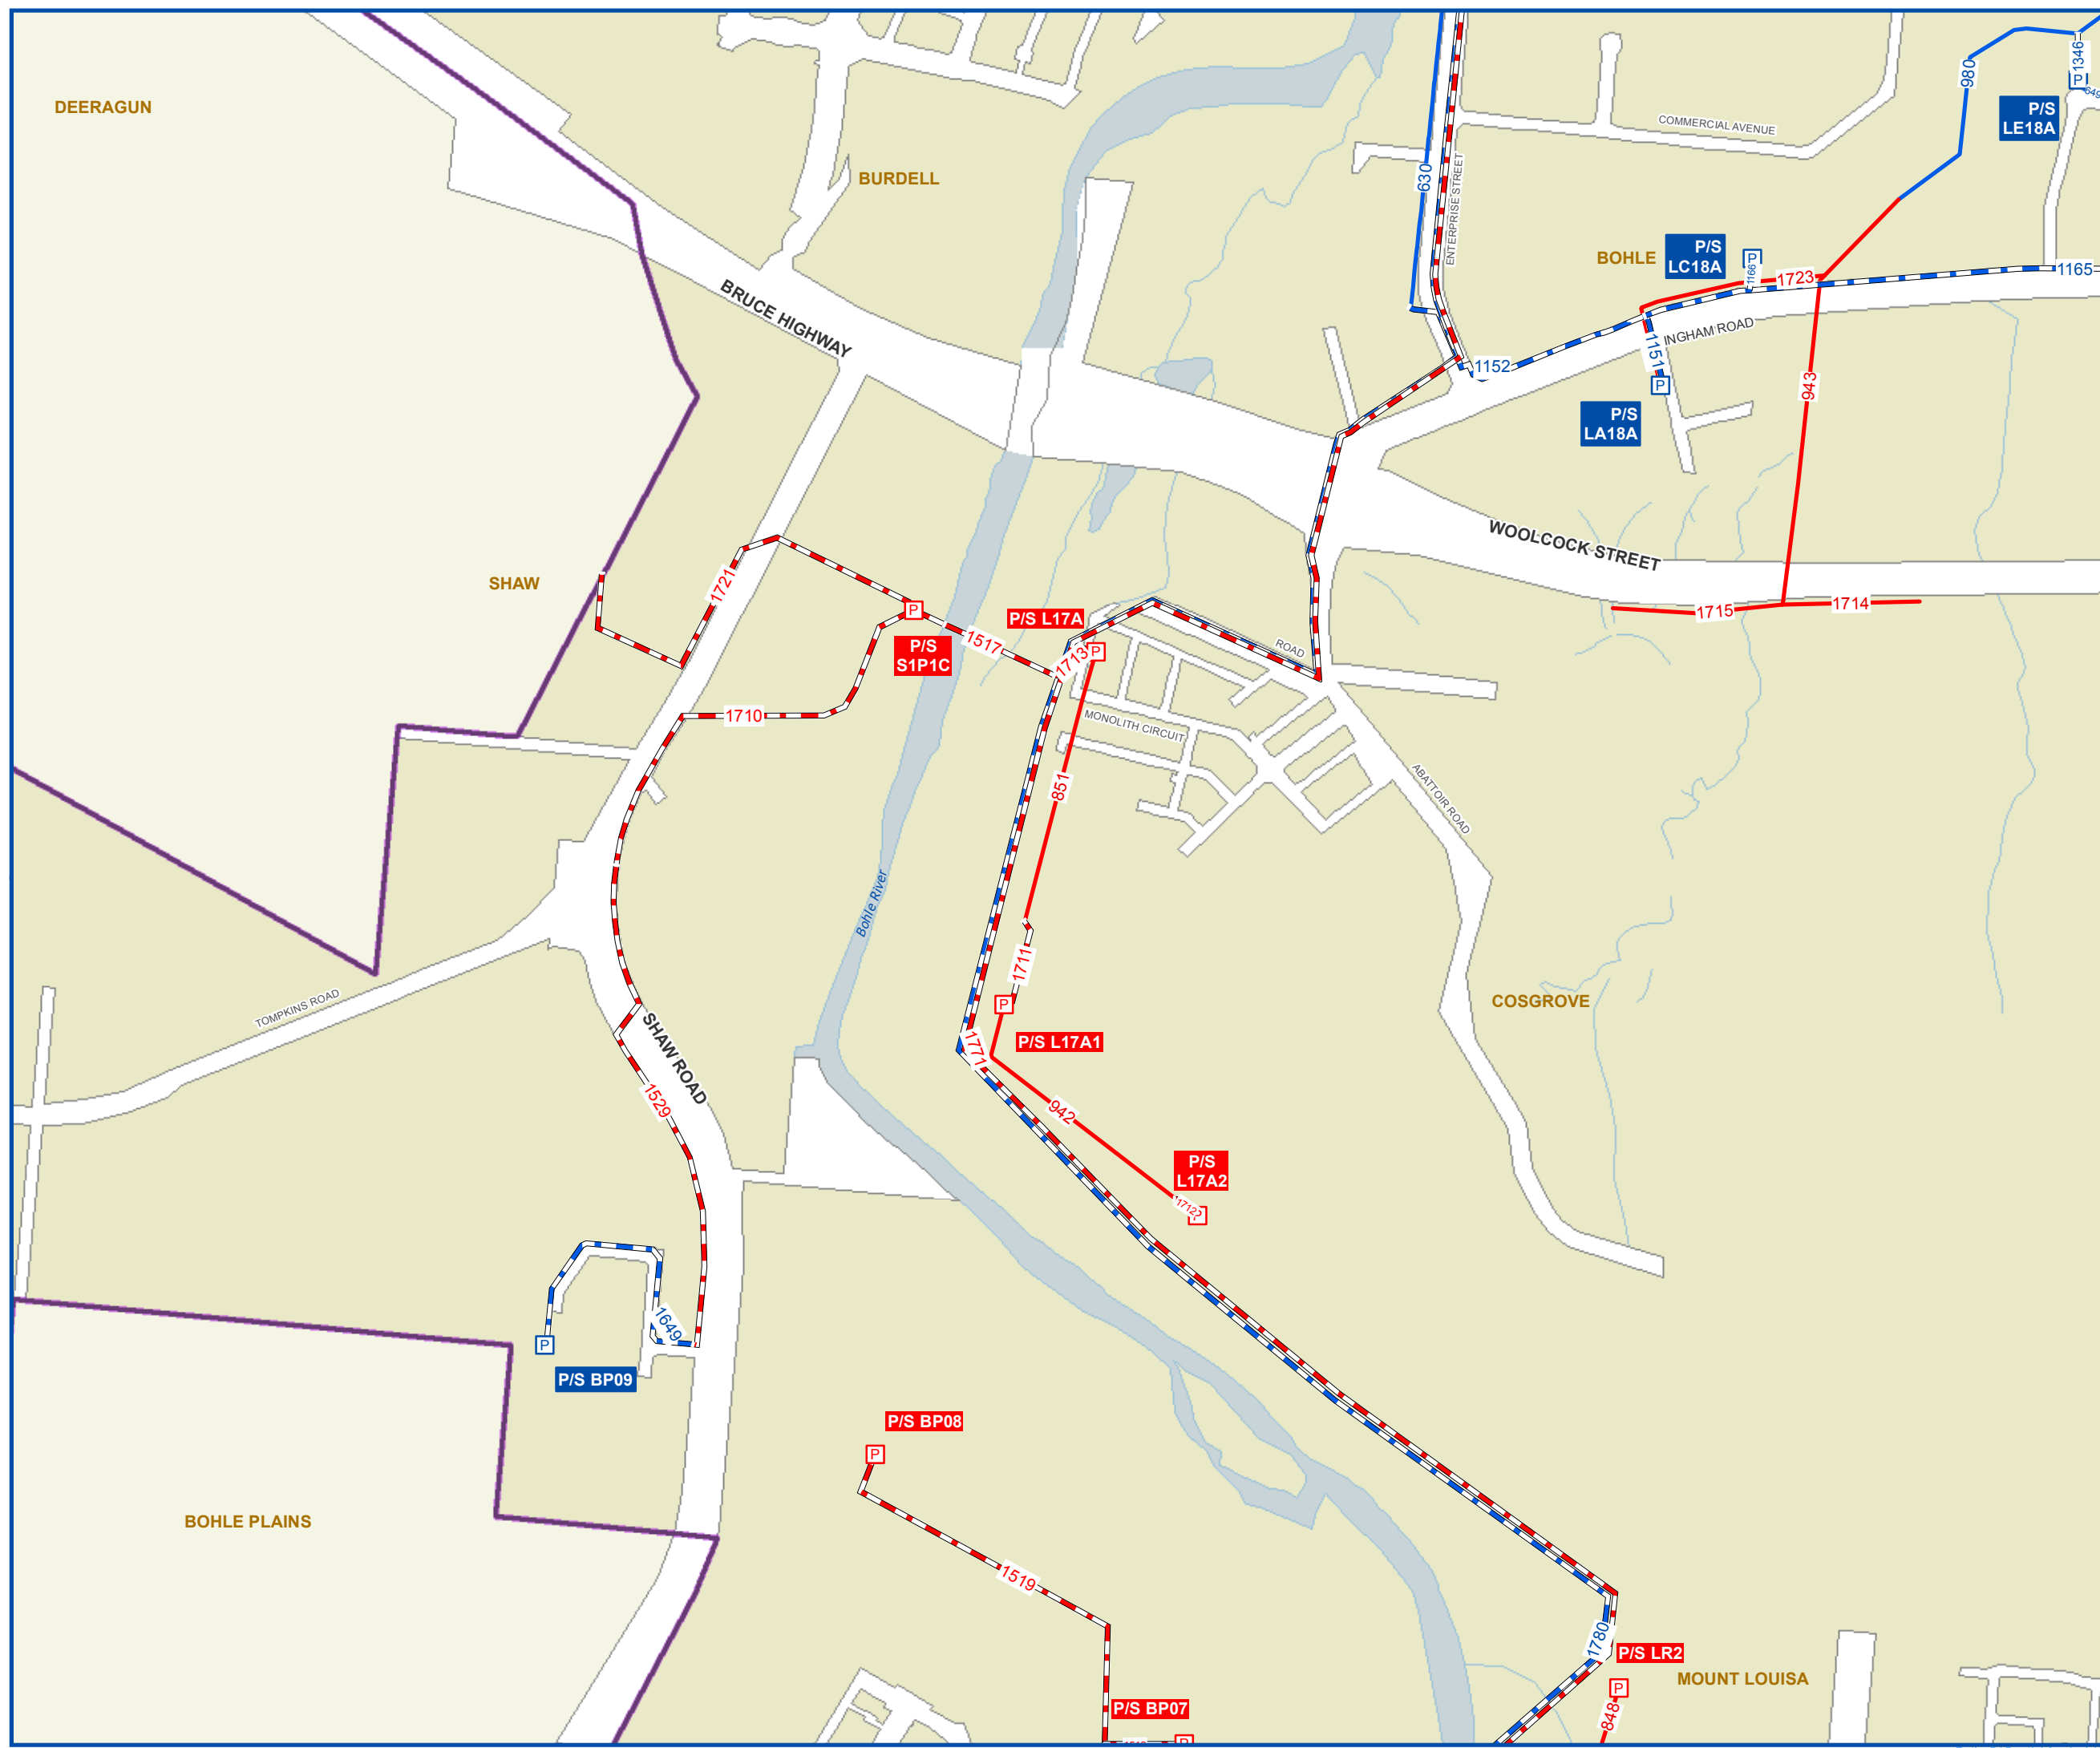 DEERAGUN
BURDELL
630
ENTERPRISE STREET
COMMERCIAL AVENUE
980
1346
P
P/S
LE18A
BOHLE
P/S
LC18A
P
1166
1723
1165
BRUCE HIGHWAY
1152
1151
INGHAM ROAD
P
943
P/S
LA18A
WOOLCOCK STREET
SHAW
1721
P
P/S
S1P1C
1517
P/S L17A
1713
P
ROAD
1715
1714
1710
MONOLITH CIRCUIT
851
ABATTOIR ROAD
Bohle River
1711
P
P/S L17A1
1771
COSGROVE
TOMPKINS ROAD
SHAW ROAD
1529
942
P/S
L17A2
1712
1649
P
P/S BP09
P/S BP08
P
BOHLE PLAINS
1519
1780
P/S LR2
MOUNT LOUISA
P
848
P/S BP07
P